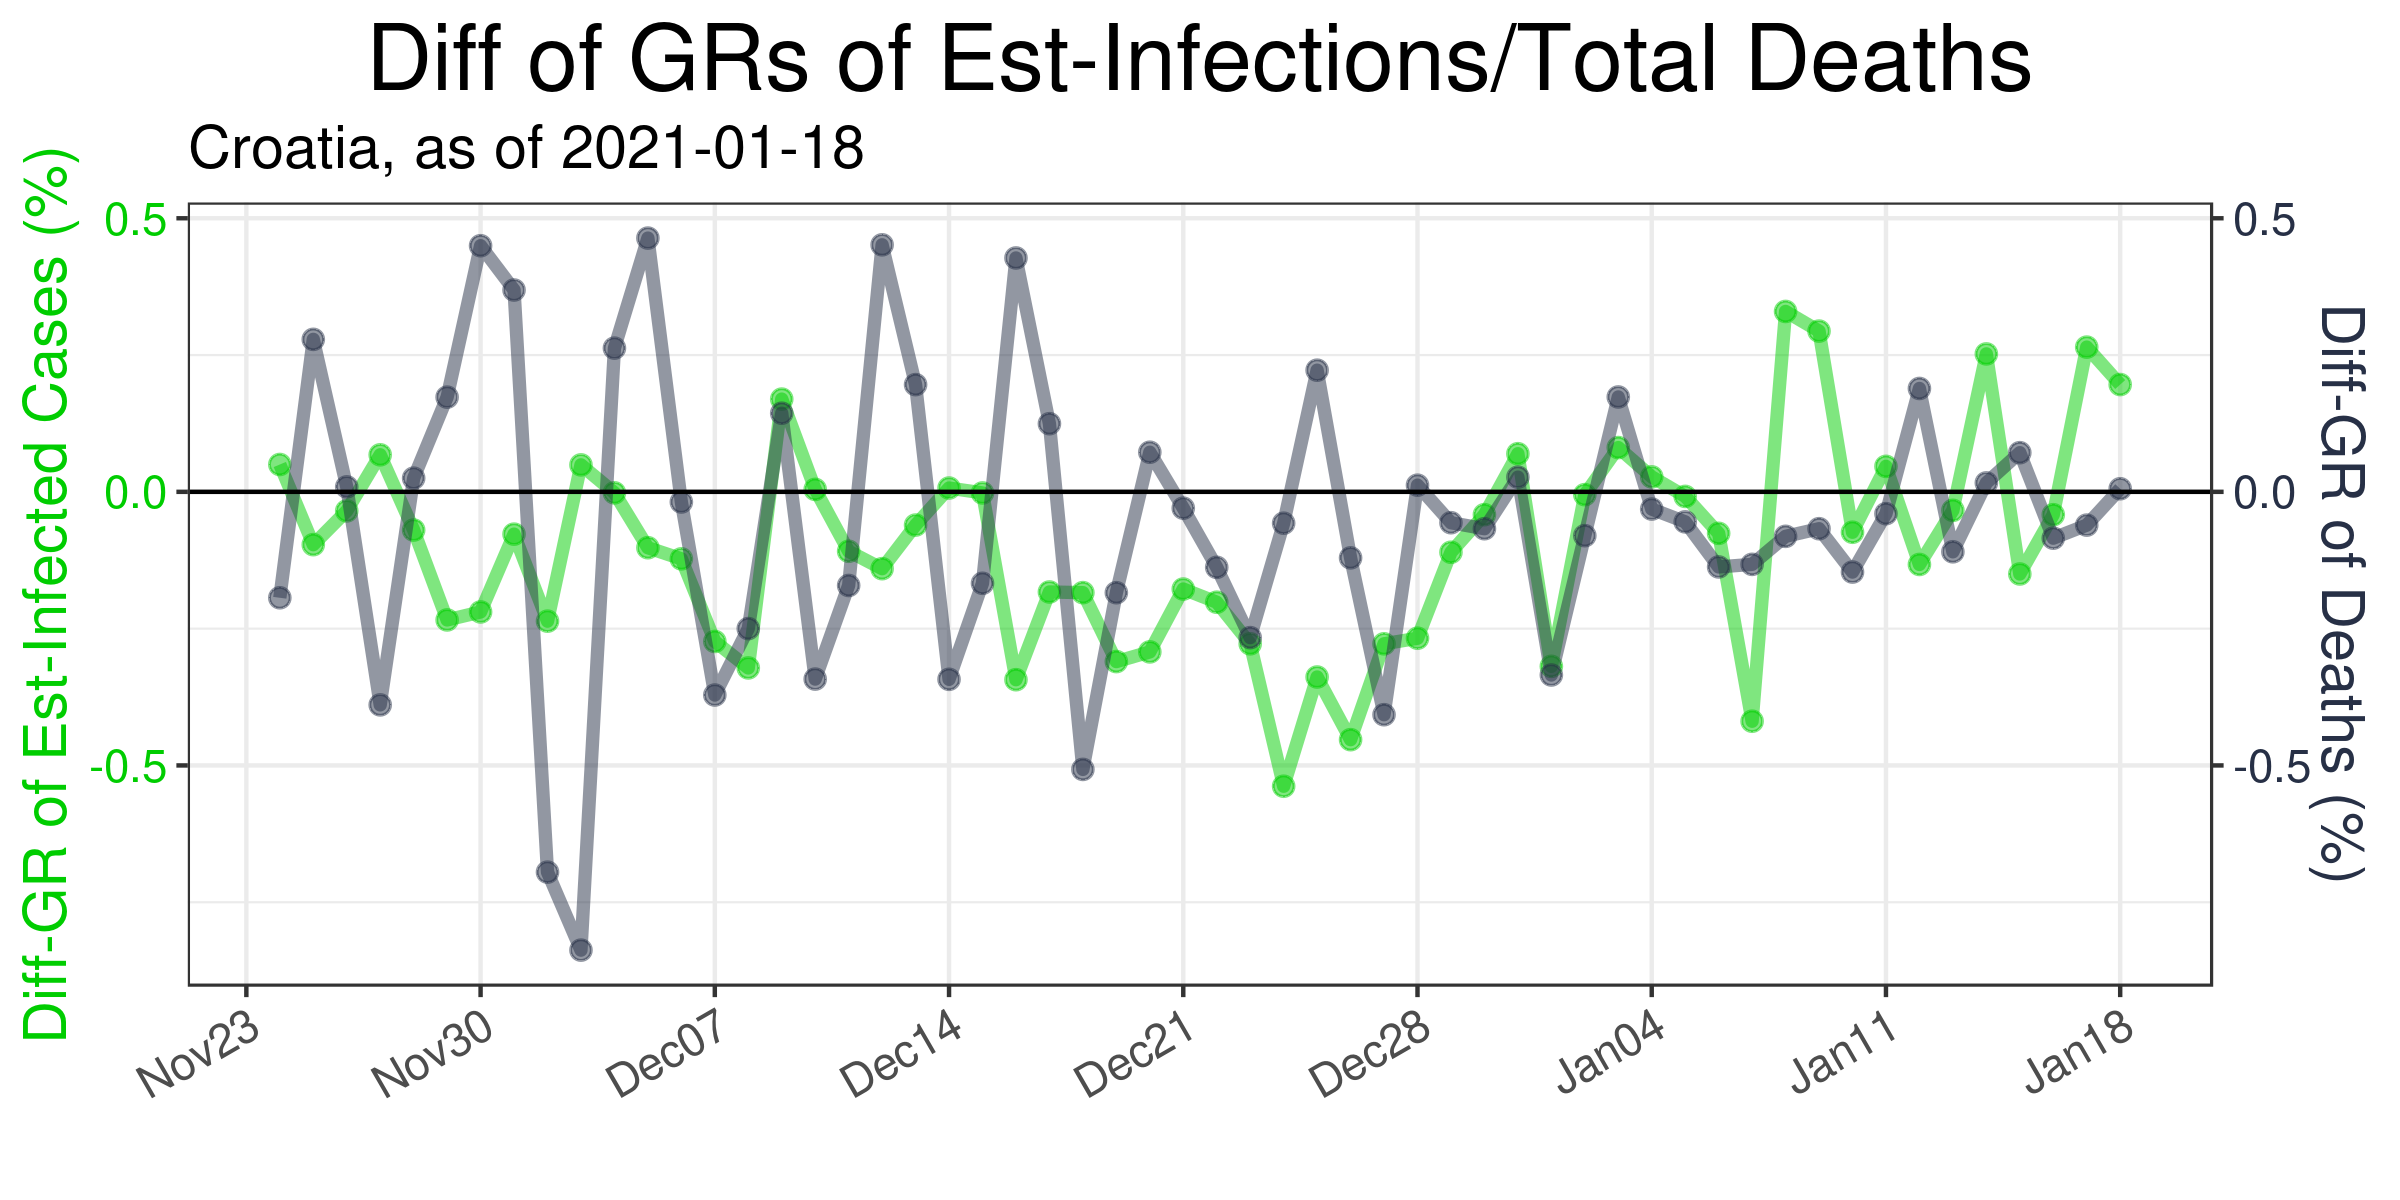 Diff of GRs of Est-Infections/Total Deaths
Croatia, as of 2021-01-18
Diff-GR of Est-Infected Cases (%)
0.5
0.0
-0.5
0.5
0.0
-0.5
Diff-GR of Deaths (%)
Nov23
Nov30
Dec07
Dec14
Dec21
Dec28
Jan04
Jan11
Jan18